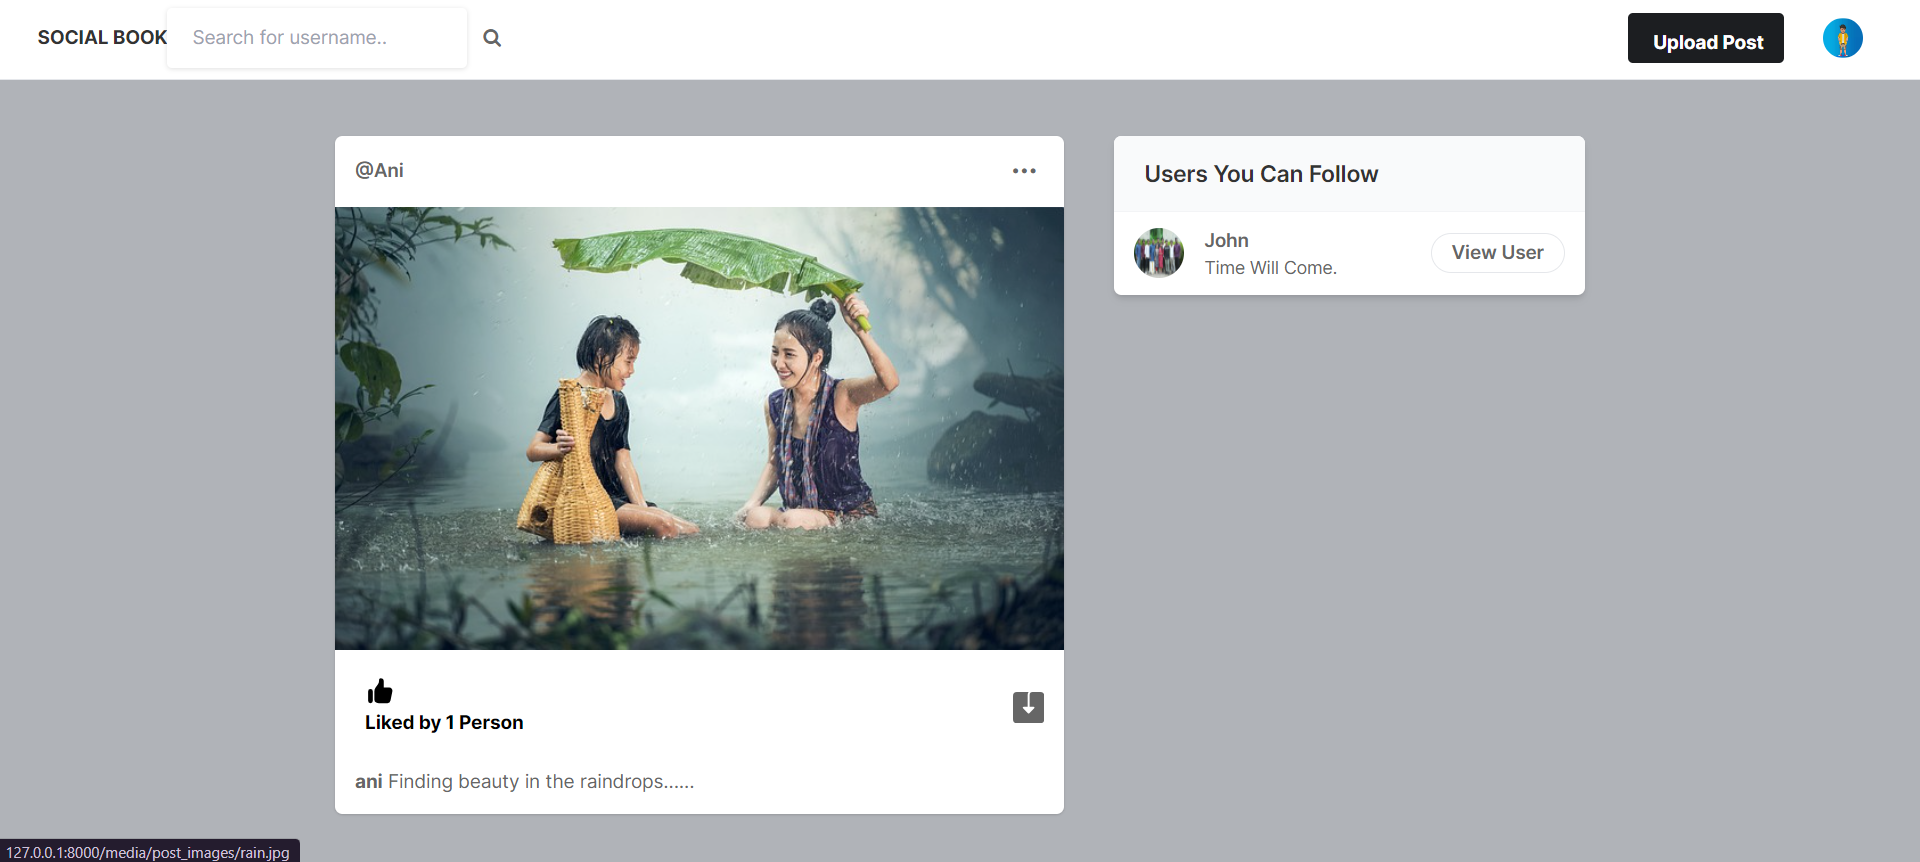 SOCIAL BOOK
Search for username..
Upload Post
@Ani
Users You Can Follow
John
Time Will Come.
View User
Liked by 1 Person
ani Finding beauty in the raindrops......
127.0.0.1:8000/media/post_images/rain.jpg